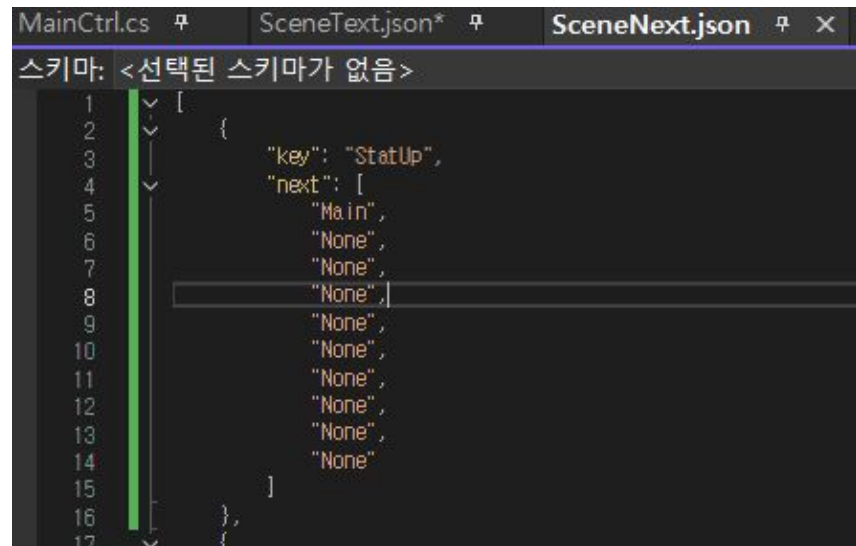 MainCtrl.cs SceneText.json* SceneNext.json
스키마: <선택된 스키마가 없음>
1 [
2 {
3 "key": "StatUp",
4 "next": [
5 "Main",
6 "None",
7 "None",
8 "None",
9 "None",
10 "None",
11 "None",
12 "None",
13 "None",
14 "None"
15 ]
16 },
17 {